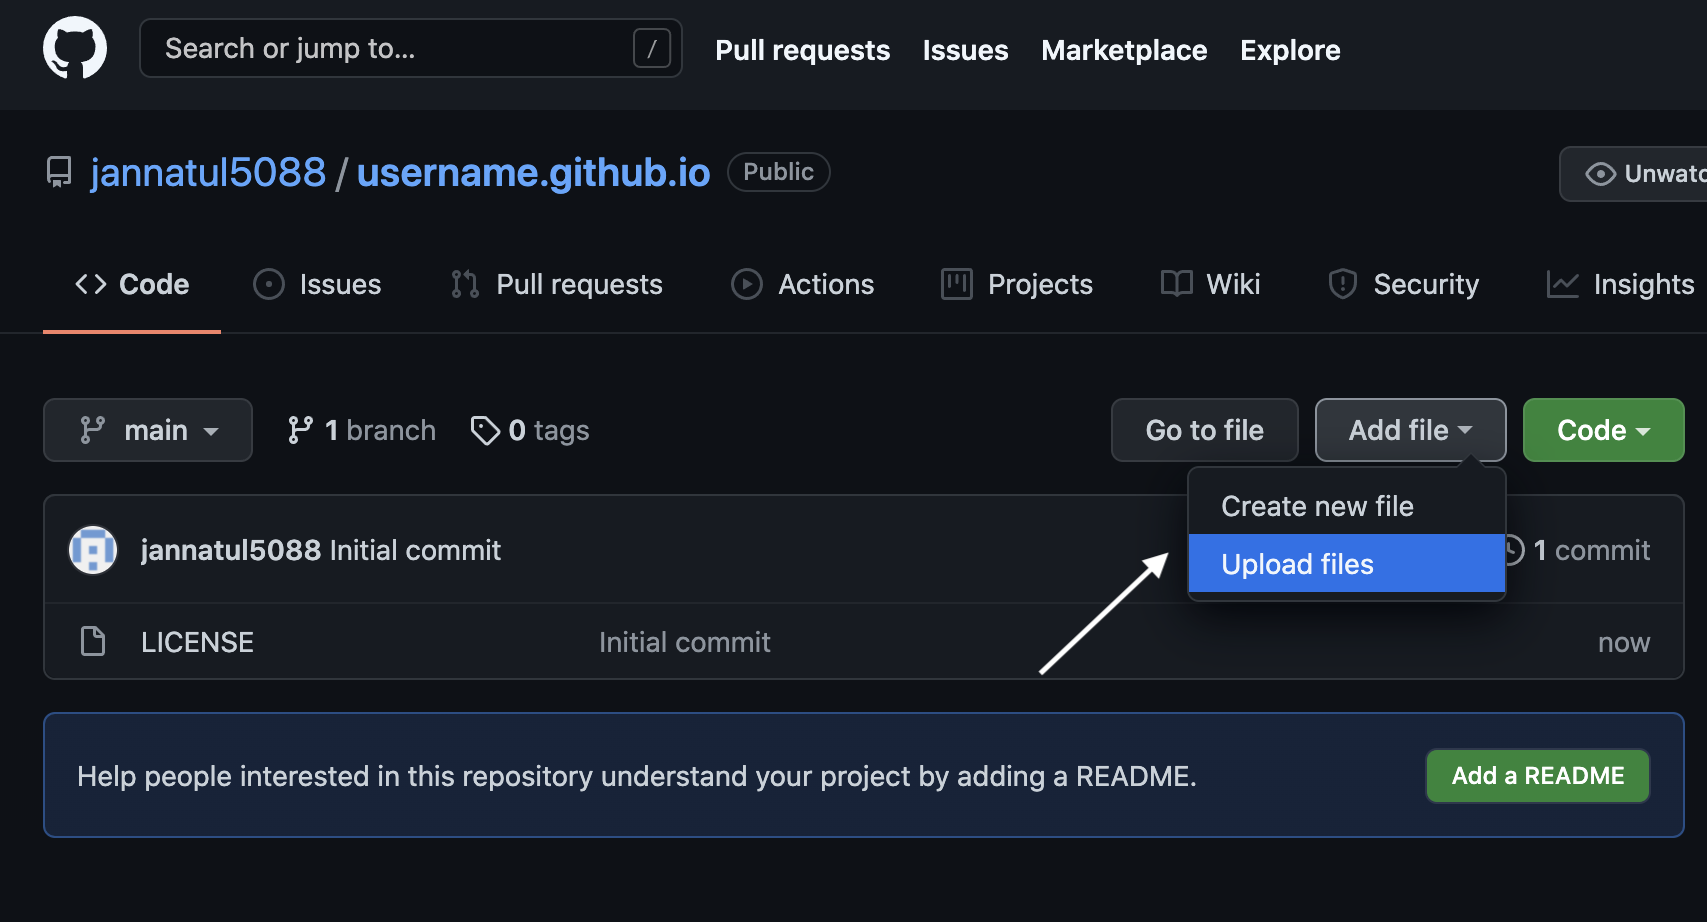 Search or jump to... /
Pull requests Issues Marketplace Explore
jannatul5088 / username.github.io Public
Code Issues Pull requests Actions Projects Wiki Security Insights
main 1 branch 0 tags Go to file Add file Code
Create new file
Upload files
jannatul5088 Initial commit 1 commit
LICENSE Initial commit now
Help people interested in this repository understand your project by adding a README. Add a README